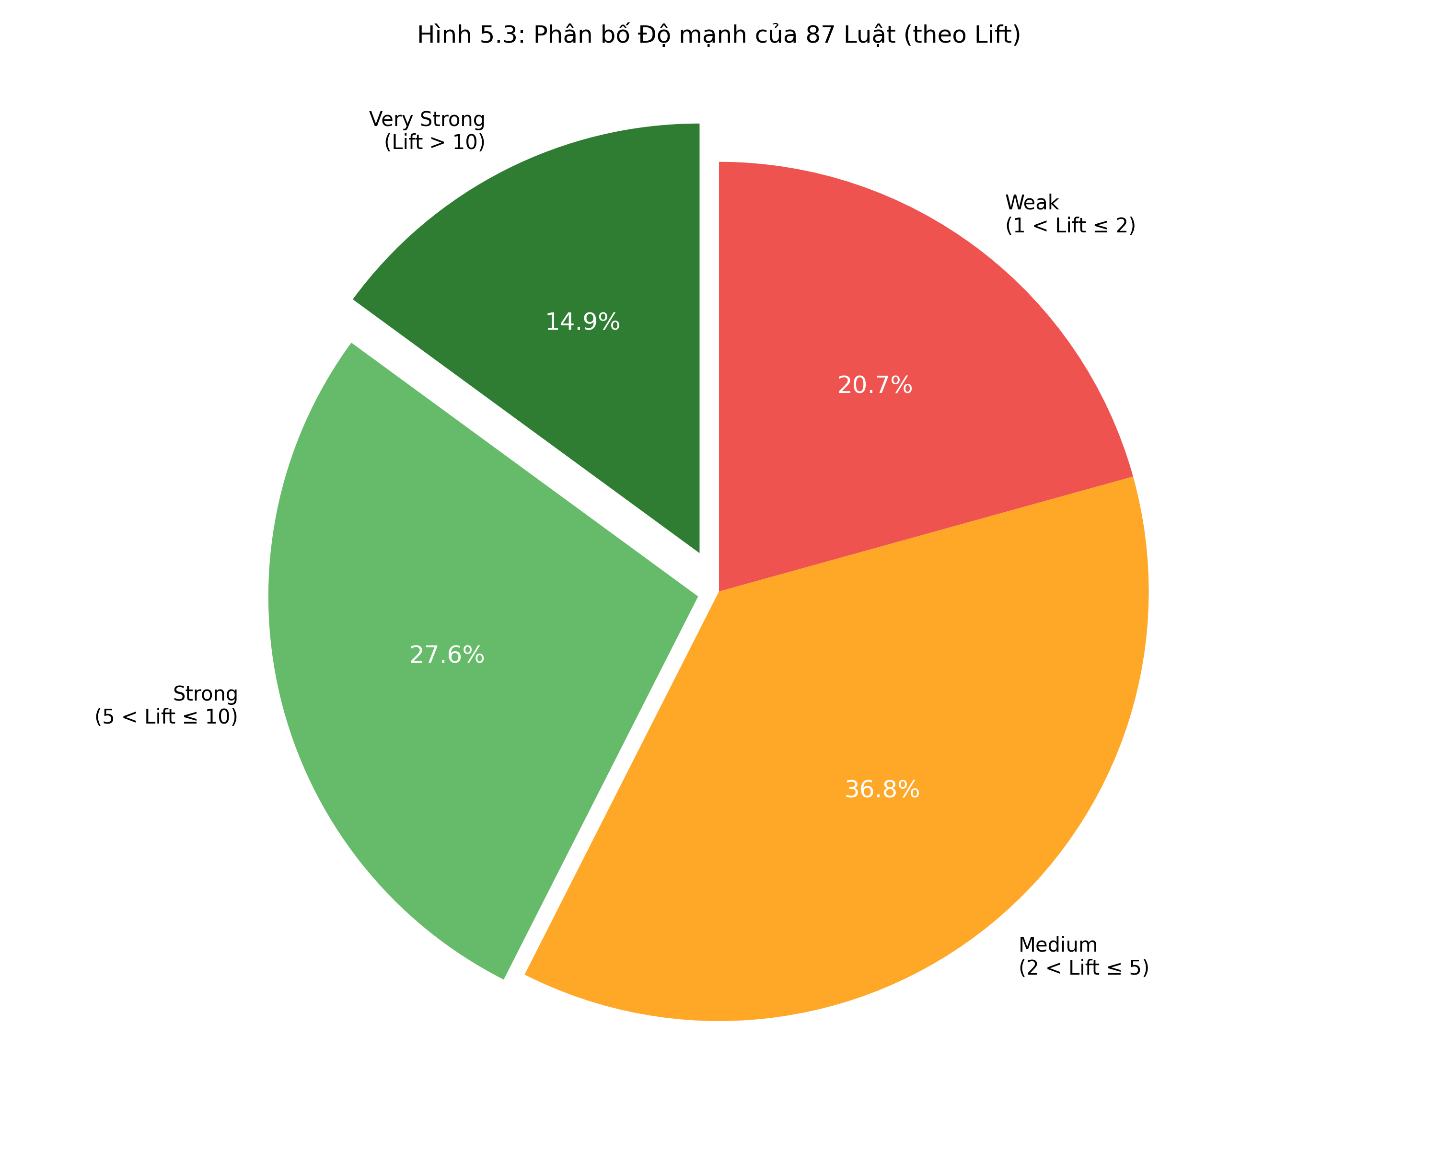 Hình 5.3: Phân bố Độ mạnh của 87 Luật (theo Lift)
Very Strong
(Lift > 10)
Weak
(1 < Lift ≤ 2)
14.9%
20.7%
27.6%
Strong
(5 < Lift ≤ 10)
36.8%
Medium
(2 < Lift ≤ 5)